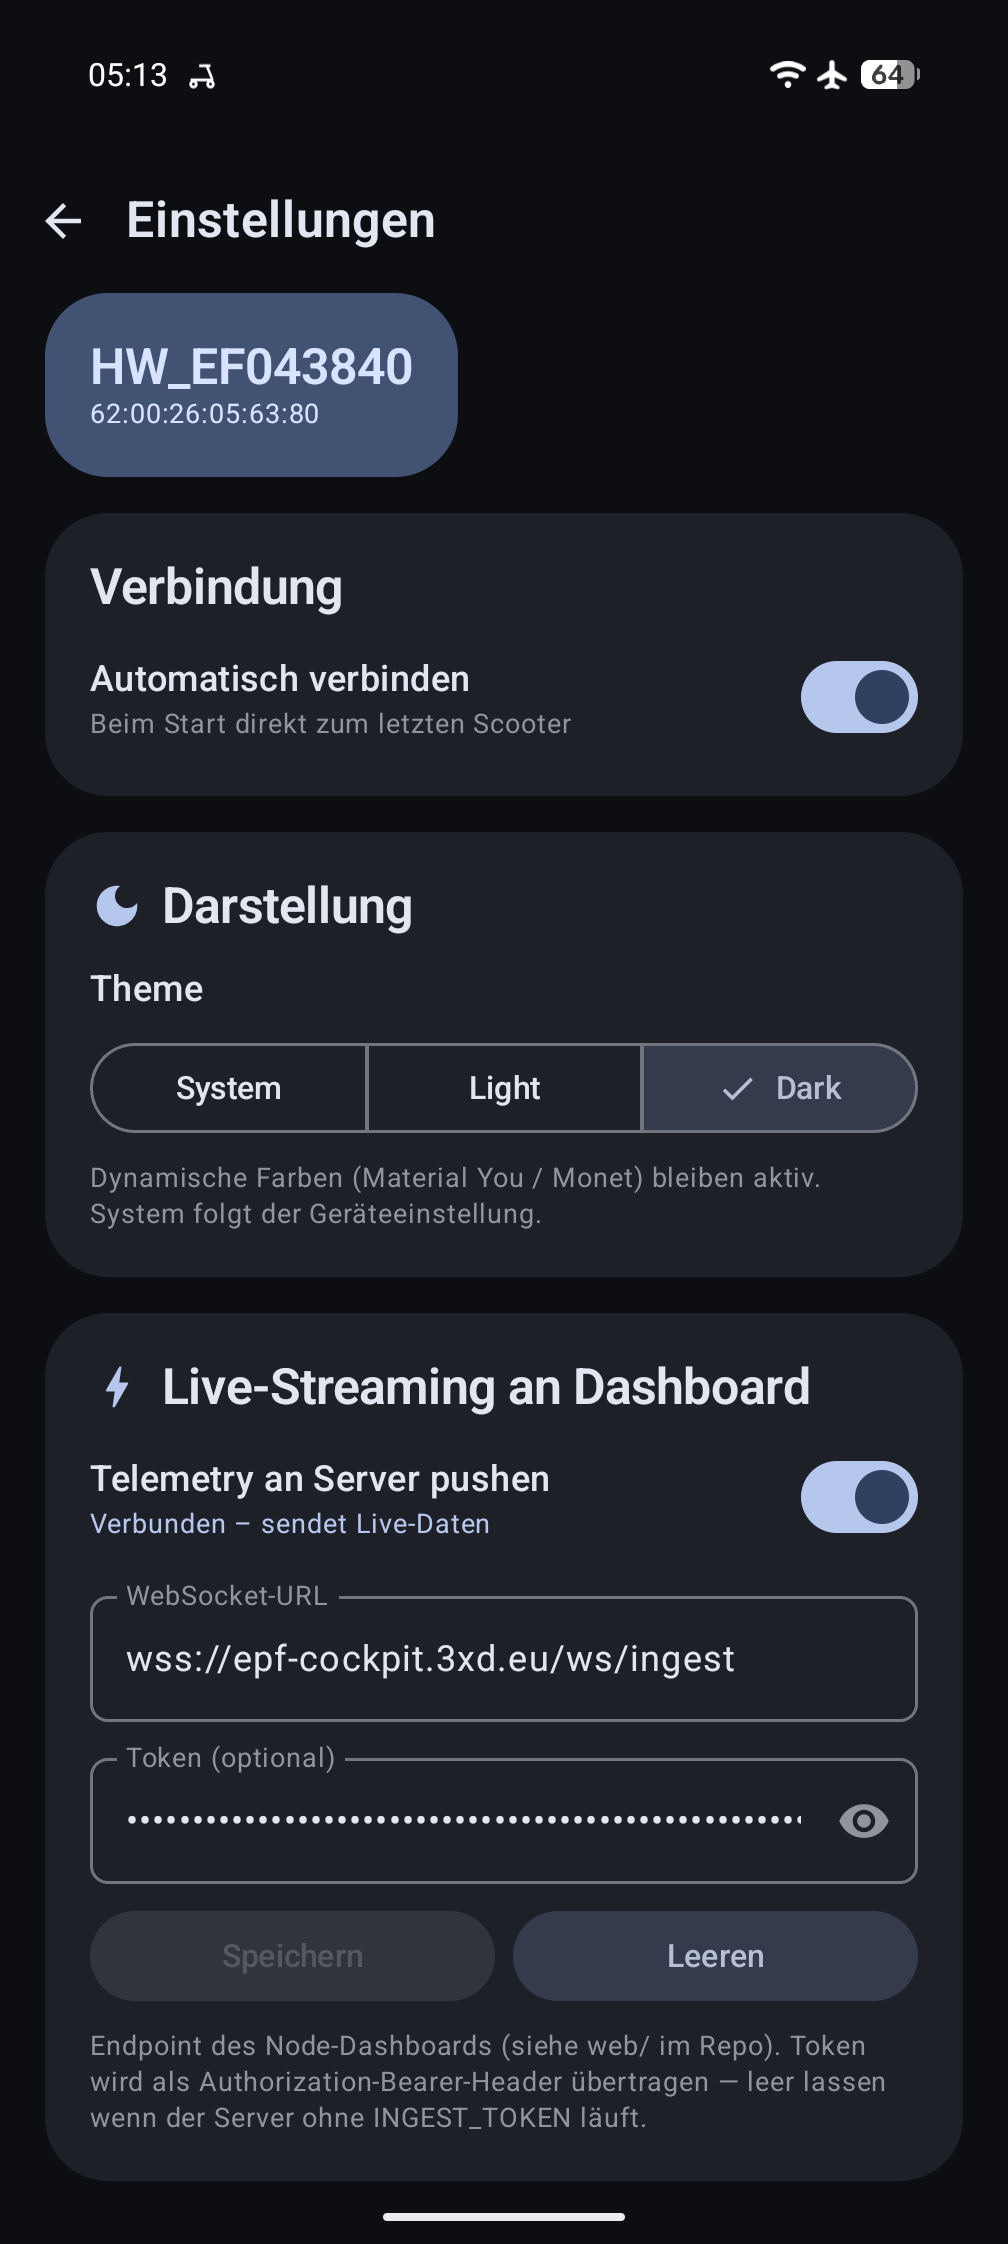 05:13
64
Einstellungen
HW_EF043840
62:00:26:05:63:80
Verbindung
Automatisch verbinden
Beim Start direkt zum letzten Scooter
Darstellung
Theme
System
Light
Dark
Dynamische Farben (Material You / Monet) bleiben aktiv.
System folgt der Geräteeinstellung.
Live-Streaming an Dashboard
Telemetry an Server pushen
Verbunden – sendet Live-Daten
WebSocket-URL
wss://epf-cockpit.3xd.eu/ws/ingest
Token (optional)
Speichern
Leeren
Endpoint des Node-Dashboards (siehe web/ im Repo). Token
wird als Authorization-Bearer-Header übertragen — leer lassen
wenn der Server ohne INGEST_TOKEN läuft.